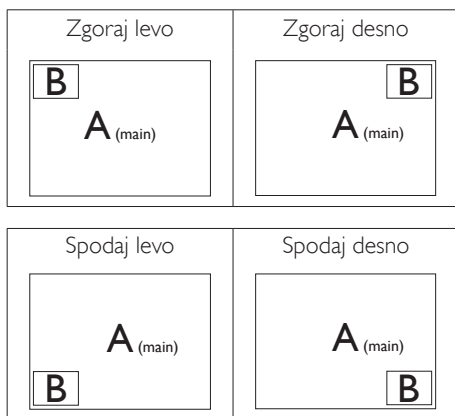 Zgoraj levo
Zgoraj desno
B
A (main)
B
A (main)
Spodaj levo
Spodaj desno
A (main)
B
A (main)
B